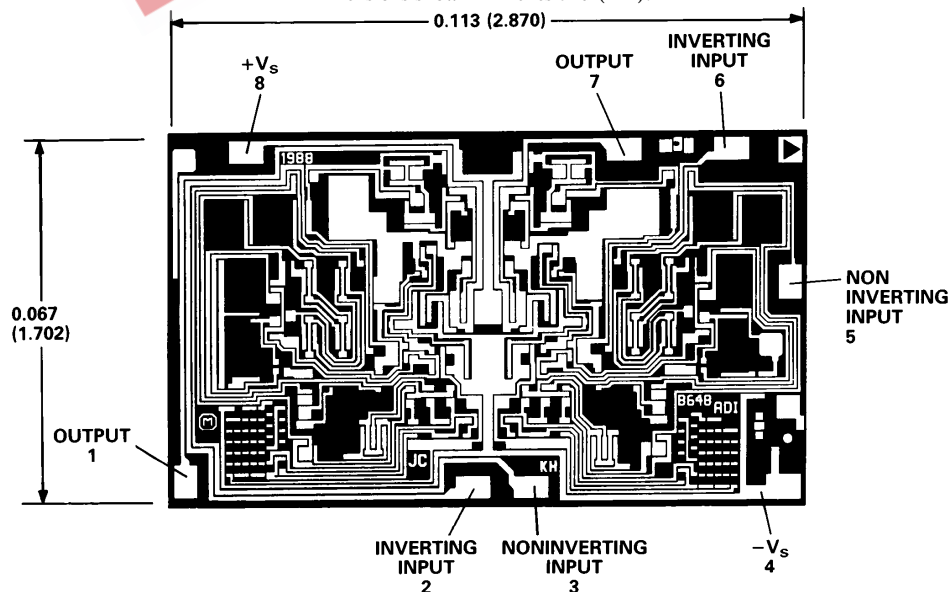 0.113 (2.870)
+Vs
8
OUTPUT
7
INVERTING
INPUT
6
1988
NON
INVERTING
INPUT
5
0.067
(1.702)
OUTPUT
1
M
JC
KH
B648
ADI
INVERTING
INPUT
2
NONINVERTING
INPUT
3
−Vs
4